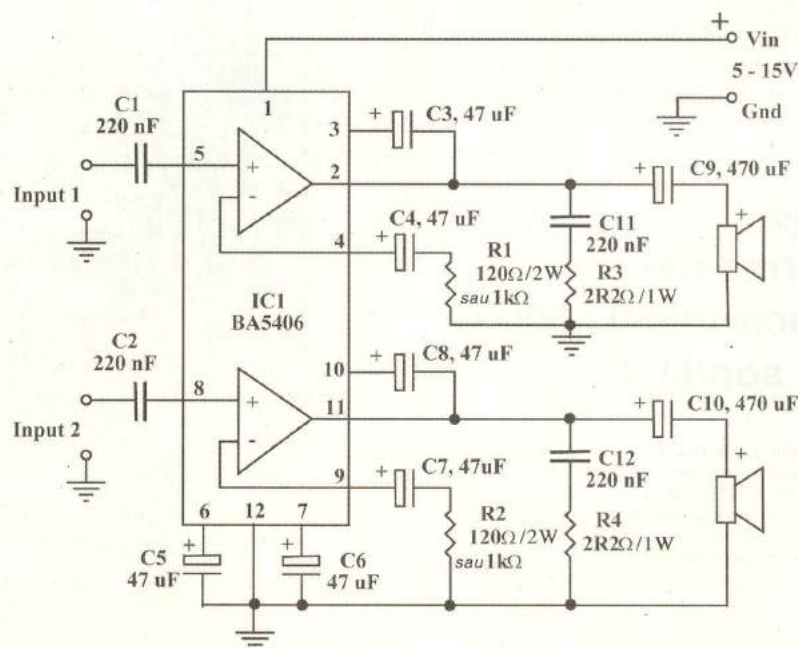 +
Vin
5 - 15V
Gnd
C1
220 nF
1
3
+
C3, 47 uF
5
+
-
2
Input 1
+
C9, 470 uF
+
C4, 47 uF
4
+
C11
220 nF
R1
120Ω/2W
sau 1kΩ
R3
2R2Ω/1W
IC1
BA5406
C2
220 nF
10
+
C8, 47 uF
8
+
-
11
Input 2
+
C10, 470 uF
+
C7, 47uF
9
+
C12
220 nF
R2
120Ω/2W
sau 1kΩ
R4
2R2Ω/1W
6
12
7
C5
47 uF
+
+
C6
47 uF